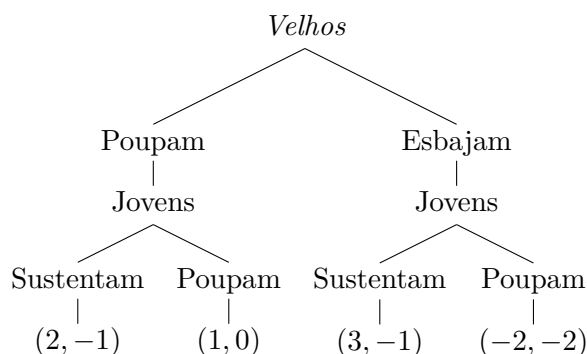 Velhos
Poupam Esbajam
Jovens Jovens
Sustentam Poupam Sustentam Poupam
(2, −1) (1, 0) (3, −1) (−2, −2)